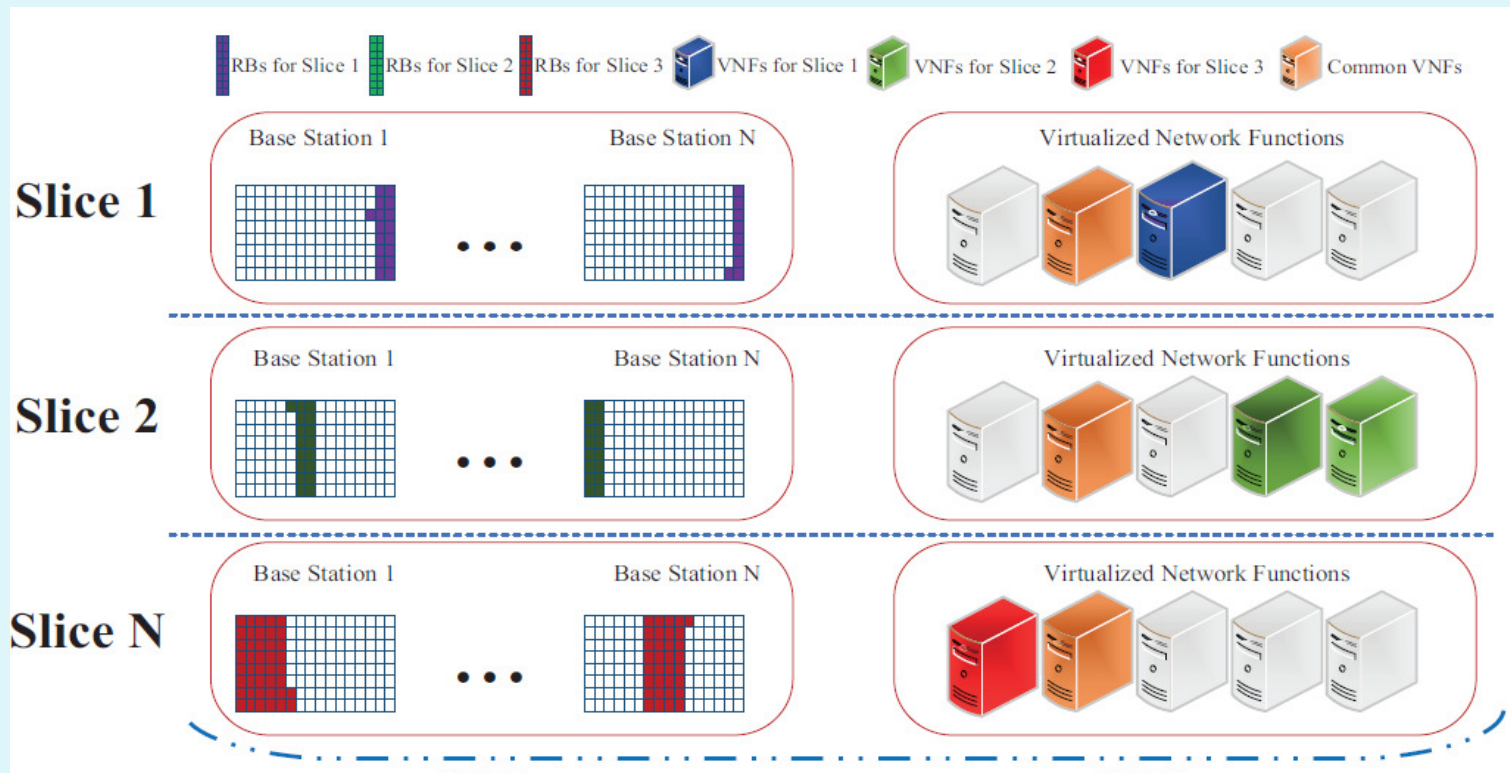 RBs for Slice 1 RBs for Slice 2 RBs for Slice 3 VNFs for Slice 1 VNFs for Slice 2 VNFs for Slice 3 Common VNFs
Base Station 1 Base Station N Virtualized Network Functions
Slice 1
Base Station 1 Base Station N Virtualized Network Functions
Slice 2
Base Station 1 Base Station N Virtualized Network Functions
Slice N